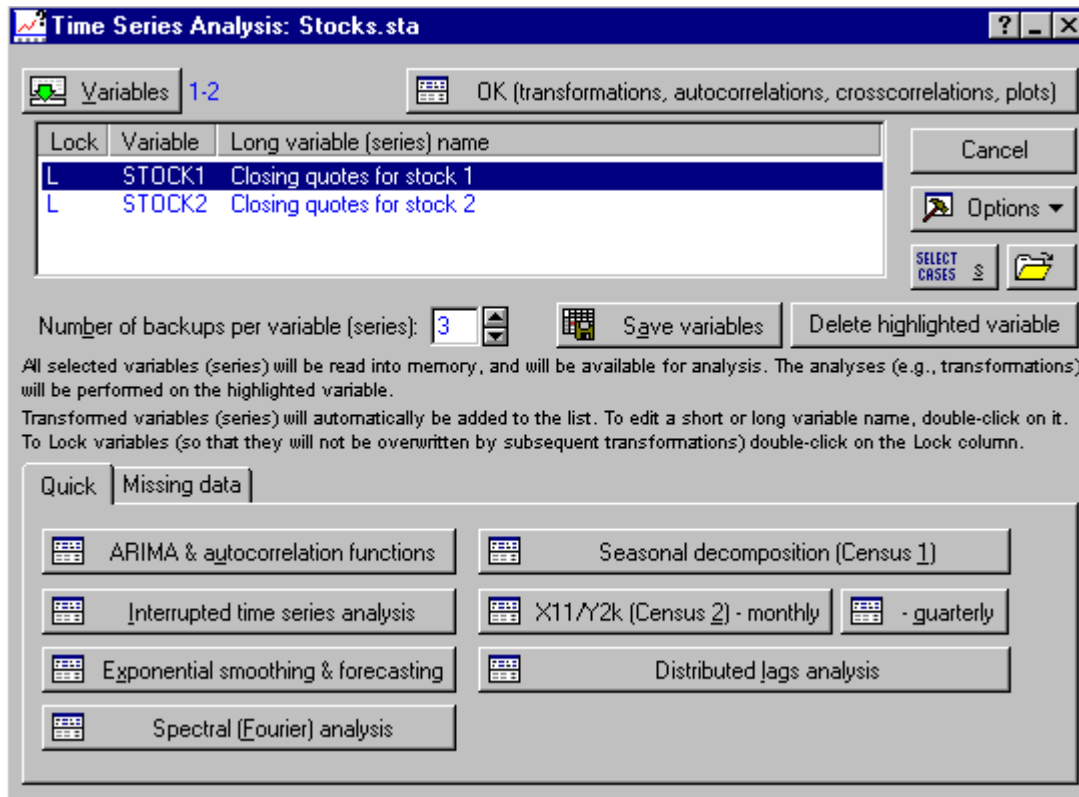 Time Series Analysis: Stocks.sta
Variables 1-2 OK (transformations, autocorrelations, crosscorrelations, plots)
Lock Variable Long variable (series) name
L STOCK1 Closing quotes for stock 1
L STOCK2 Closing quotes for stock 2
Cancel
Options
SELECT CASES S
Number of backups per variable (series): 3 Save variables Delete highlighted variable
All selected variables (series) will be read into memory, and will be available for analysis. The analyses (e.g., transformations)
will be performed on the highlighted variable.
Transformed variables (series) will automatically be added to the list. To edit a short or long variable name, double-click on it.
To Lock variables (so that they will not be overwritten by subsequent transformations) double-click on the Lock column.
Quick Missing data
ARIMA & autocorrelation functions Seasonal decomposition (Census 1)
Interrupted time series analysis X11/Y2k (Census 2) - monthly - quarterly
Exponential smoothing & forecasting Distributed lags analysis
Spectral (Fourier) analysis